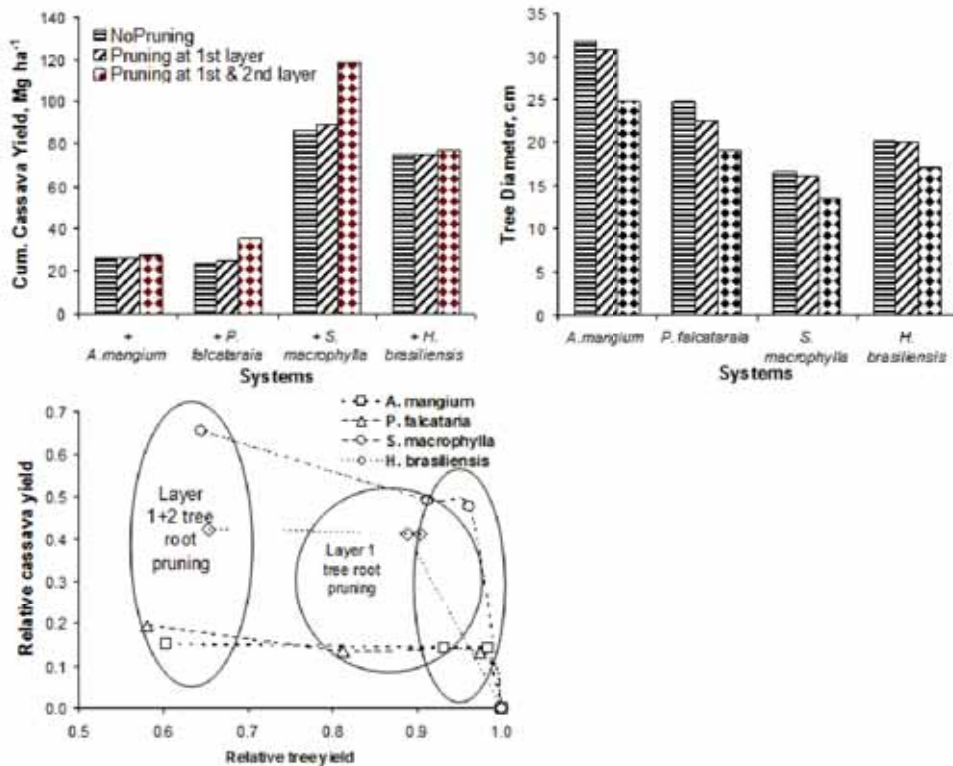 Cum. Cassava Yield, Mg ha⁻¹
140
120
100
80
60
40
20
0
NoPruning
Pruning at 1st layer
Pruning at 1st & 2nd layer
+ + P. + S. + H.
A.mangium falcataraia macrophylla brasiliensis
Systems
Tree Diameter, cm
35
30
25
20
15
10
5
0
A.mangium P. falcataraia S. H.
macrophylla brasiliensis
Systems
Relative cassava yield
0.7
0.6
0.5
0.4
0.3
0.2
0.1
0.0
A. mangium
P. falcataria
S. macrophylla
H. brasiliensis
Layer
1+2 tree
root
pruning
Layer 1
tree root
pruning
0.5 0.6 0.7 0.8 0.9 1.0
Relative tree yield